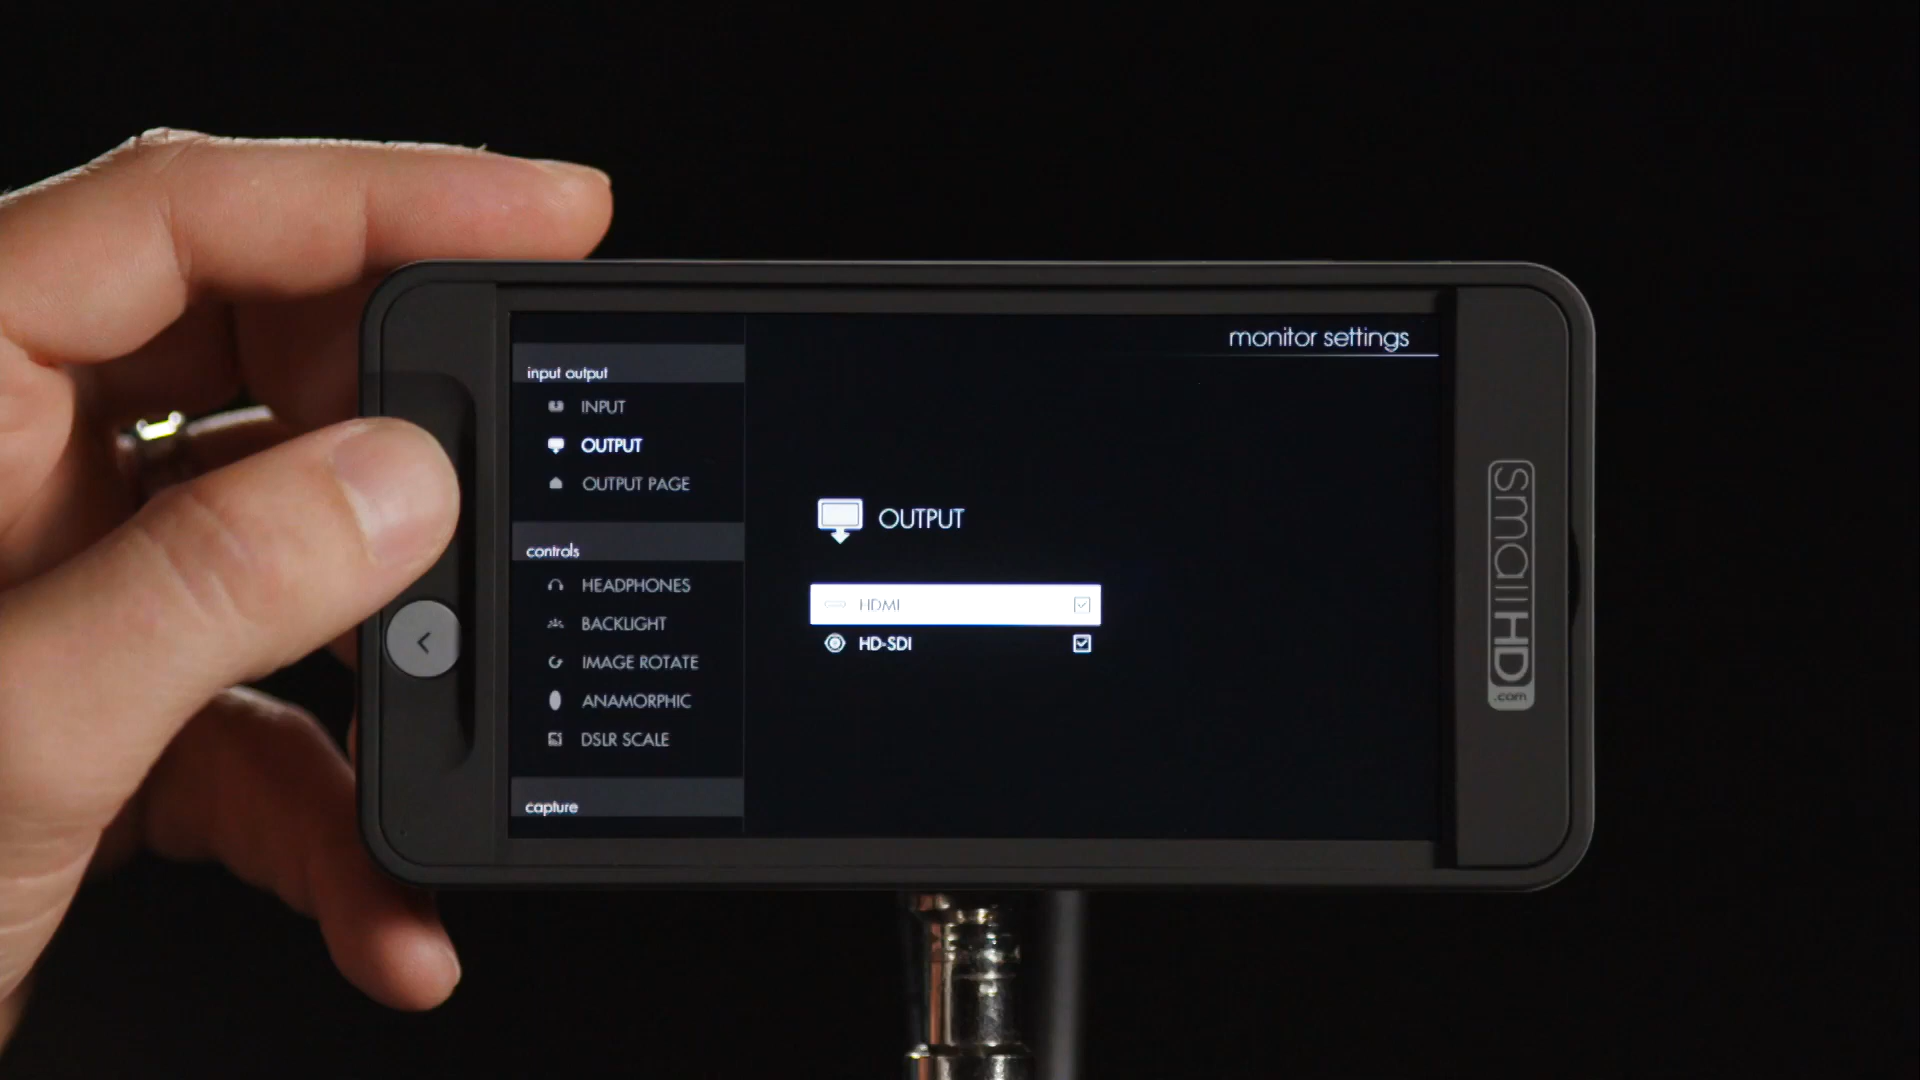 monitor settings
input output
INPUT
OUTPUT
OUTPUT PAGE
controls
HEADPHONES
BACKLIGHT
IMAGE ROTATE
ANAMORPHIC
DSLR SCALE
capture
OUTPUT
HDMI
HD-SDI
smallHD
.com